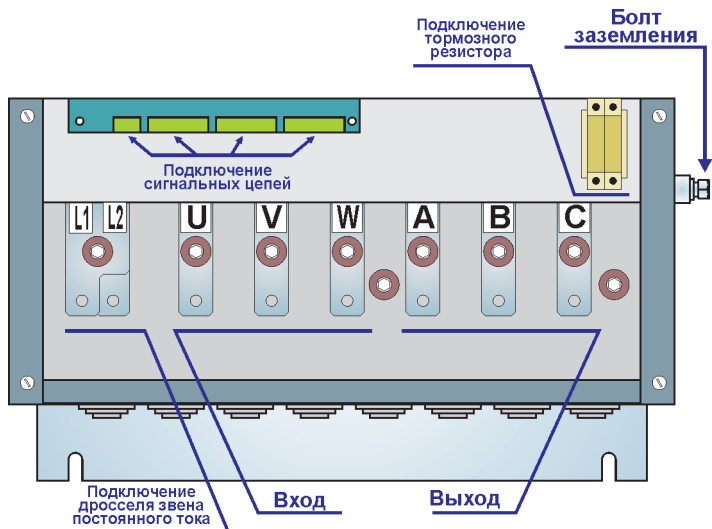 Подключение
тормозного
резистора
Болт
заземления
Подключение
сигнальных цепей
L1 L2 U V W A B C
Подключение
дросселя звена
постоянного тока
Вход
Выход